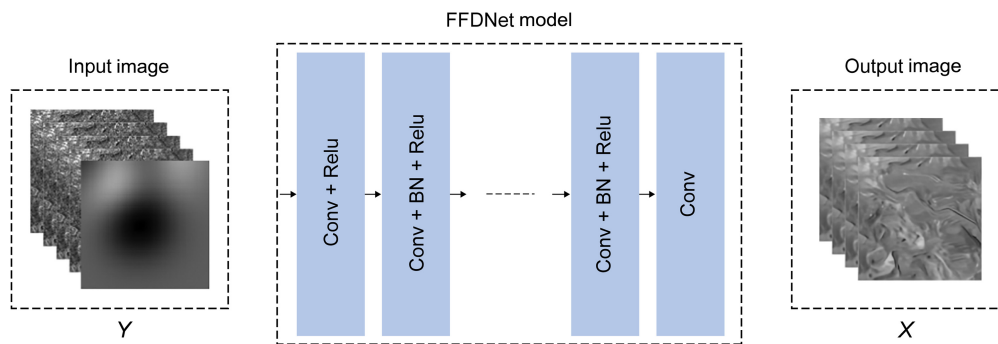 FFDNet model
Input image
Output image
Conv + Relu
Conv + BN + Relu
Conv + BN + Relu
Conv
Y
X